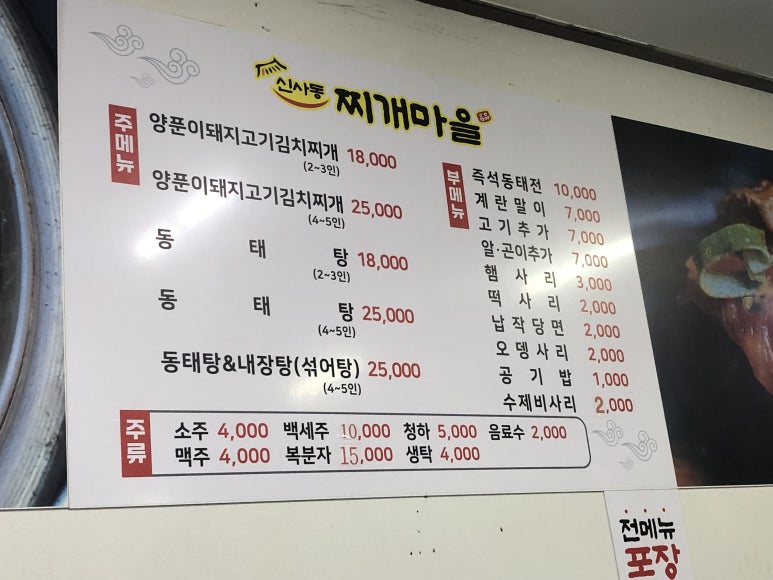 신사동 찌개마을
주메뉴
양푼이돼지고기김치찌개 18,000
(2~3인)
양푼이돼지고기김치찌개 25,000
(4~5인)
동태탕 18,000
(2~3인)
동태탕 25,000
(4~5인)
동태탕&내장탕(섞어탕) 25,000
(4~5인)
부메뉴
즉석동태전 10,000
계란말이 7,000
고기추가 7,000
알·곤이추가 7,000
햄사리 3,000
떡사리 2,000
납작당면 2,000
오뎅사리 2,000
공기밥 1,000
수제비사리 2,000
주류
소주 4,000 백세주 10,000 청하 5,000 음료수 2,000
맥주 4,000 복분자 15,000 생탁 4,000
전메뉴
포장